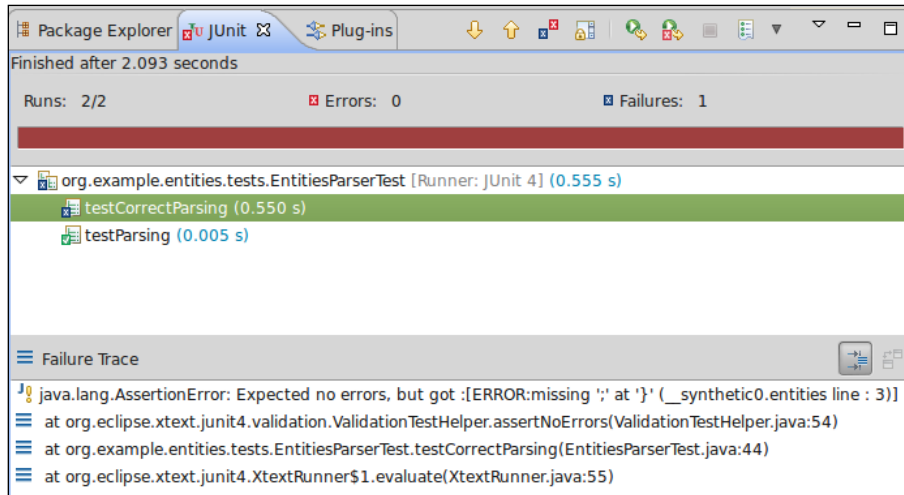 Package Explorer JUnit Plug-ins
Finished after 2.093 seconds
Runs: 2/2 Errors: 0 Failures: 1
org.example.entities.tests.EntitiesParserTest [Runner: JUnit 4] (0.555 s)
testCorrectParsing (0.550 s)
testParsing (0.005 s)
Failure Trace
java.lang.AssertionError: Expected no errors, but got :[ERROR:missing ';' at '}' (__synthetic0.entities line : 3)]
at org.eclipse.xtext.junit4.validation.ValidationTestHelper.assertNoErrors(ValidationTestHelper.java:54)
at org.example.entities.tests.EntitiesParserTest.testCorrectParsing(EntitiesParserTest.java:44)
at org.eclipse.xtext.junit4.XtextRunner$1.evaluate(XtextRunner.java:55)